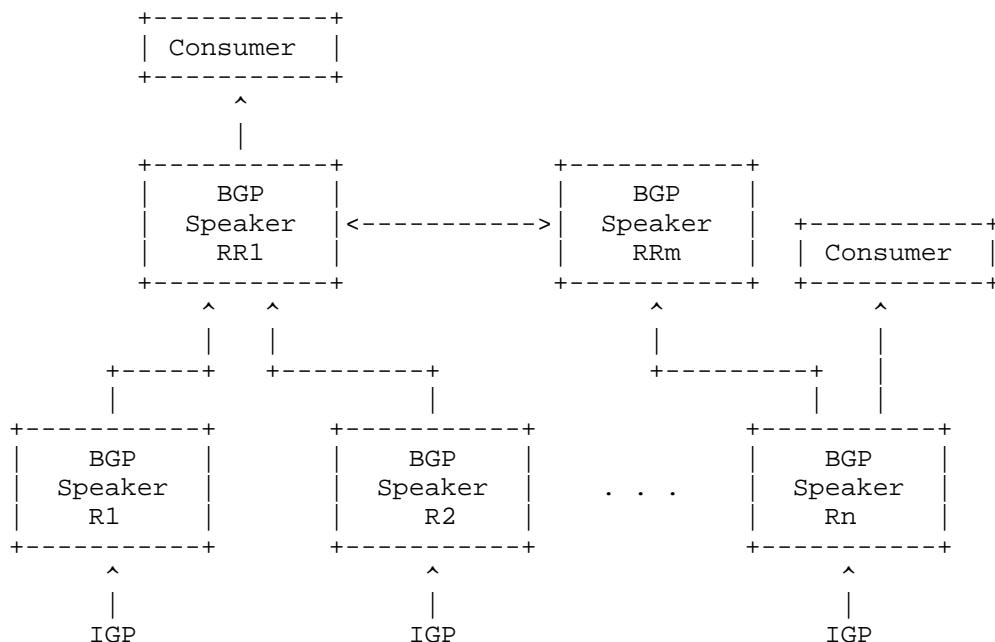 Consumer
BGP BGP
Speaker Speaker
RR1 RRm Consumer
BGP BGP BGP
Speaker Speaker . . . Speaker
R1 R2 Rn
IGP IGP IGP